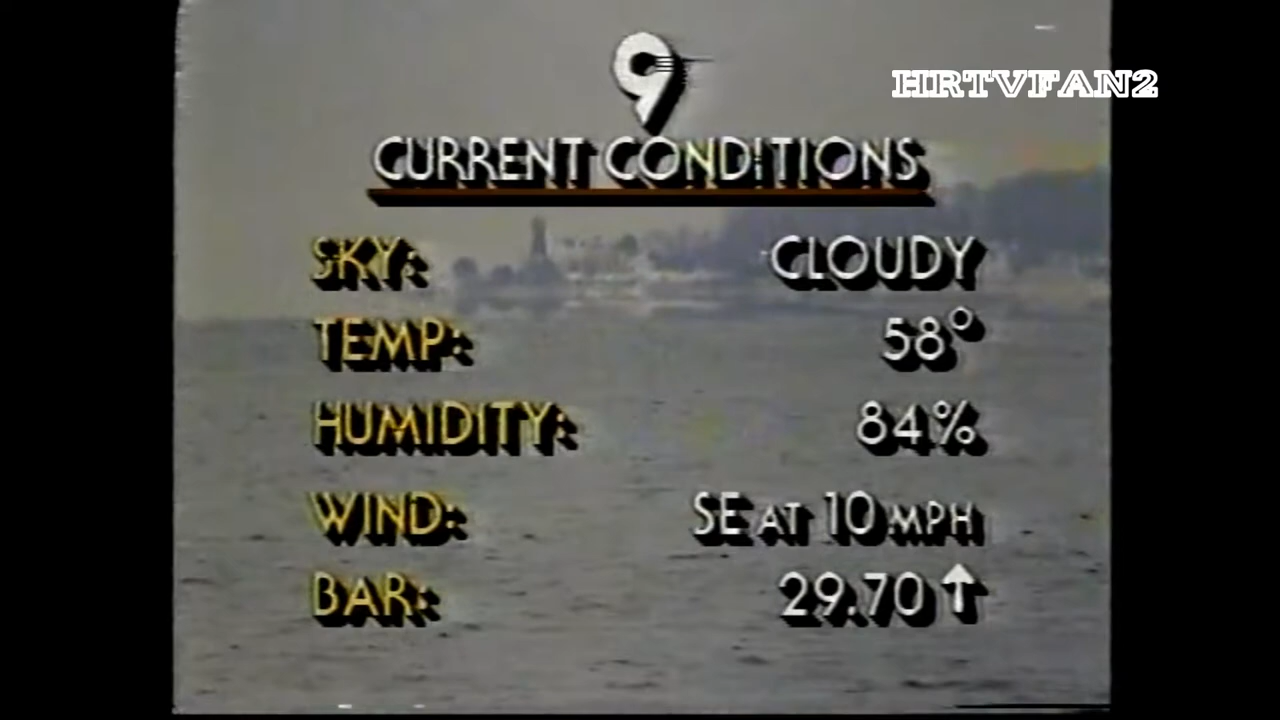 9
HRTVFAN2
CURRENT CONDITIONS
SKY: CLOUDY
TEMP: 58°
HUMIDITY: 84%
WIND: SE AT 10 MPH
BAR: 29.70↑